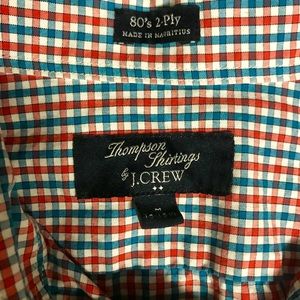 80's 2-Ply
MADE IN MAURITIUS
Thompson
Shirtings
by J.CREW